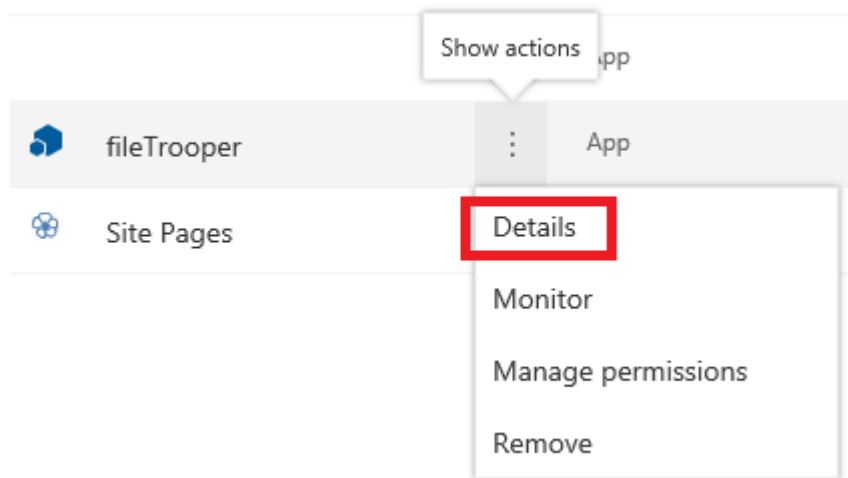 Show actions
fileTrooper
App
Site Pages
Details
Monitor
Manage permissions
Remove